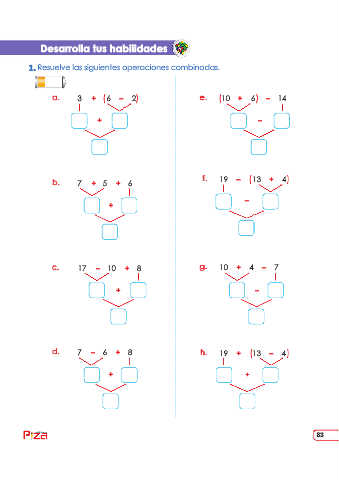 Desarrolla tus habilidades
1. Resuelve las siguientes operaciones combinadas.
a. 3 + (6 - 2)
+
b. 7 + 5 + 6
+
c. 17 - 10 + 8
+
d. 7 - 6 + 8
+
e. (10 + 6) - 14
-
f. 19 - (13 + 4)
-
g. 10 + 4 - 7
-
h. 19 + (13 - 4)
+
Piza
83